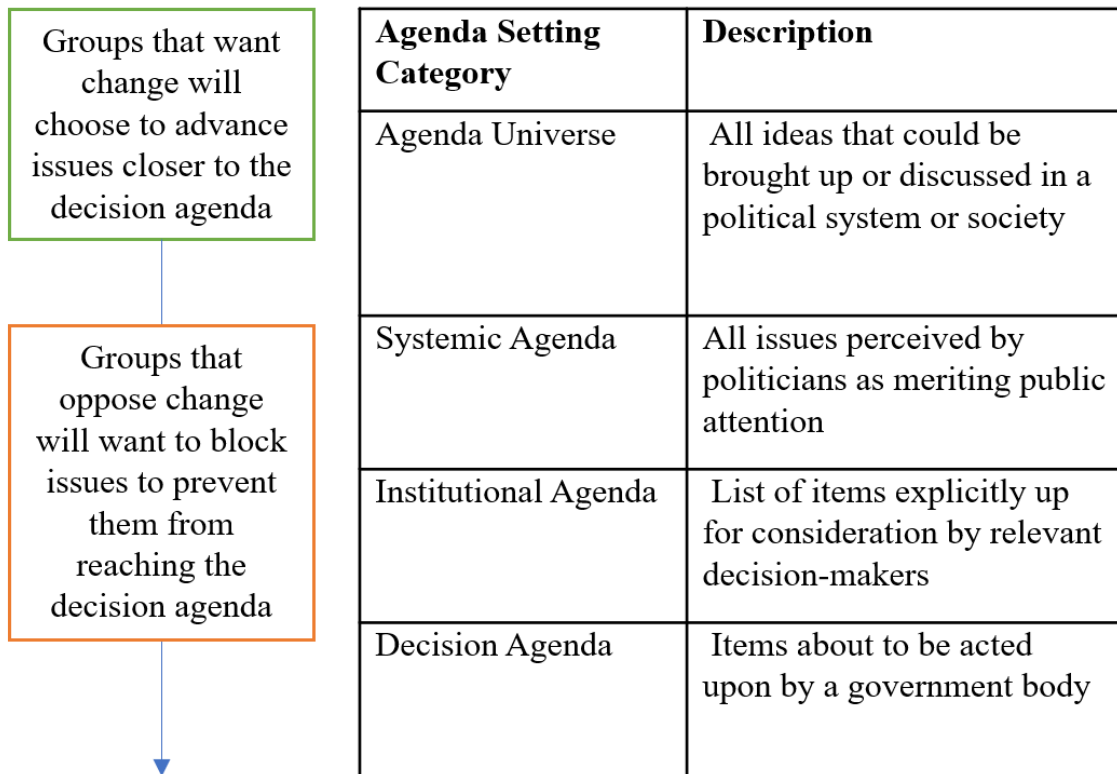 Groups that want
change will
choose to advance
issues closer to the
decision agenda
Groups that
oppose change
will want to block
issues to prevent
them from
reaching the
decision agenda
Agenda Setting
Category
Description
Agenda Universe
All ideas that could be
brought up or discussed in a
political system or society
Systemic Agenda
All issues perceived by
politicians as meriting public
attention
Institutional Agenda
List of items explicitly up
for consideration by relevant
decision-makers
Decision Agenda
Items about to be acted
upon by a government body